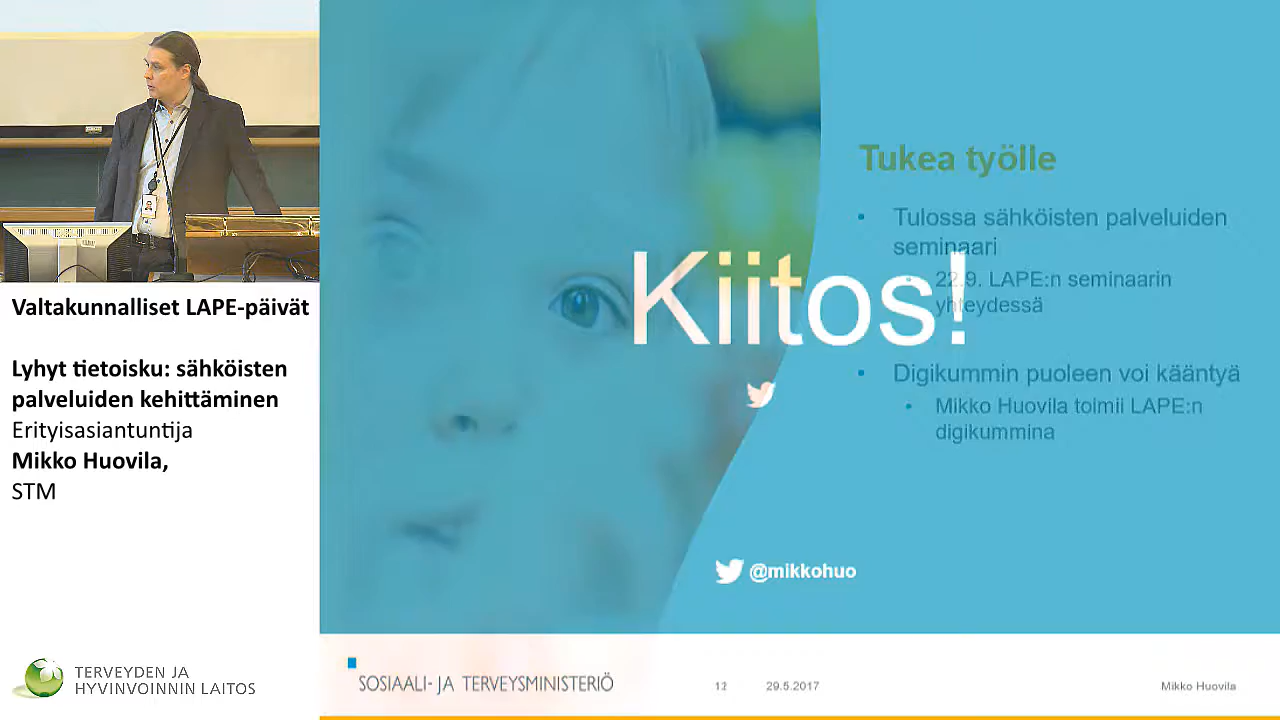 Valtakunnalliset LAPE-päivät
Lyhyt tietoisku: sähköisten
palveluiden kehittäminen
Erityisasiantuntija
Mikko Huovila,
STM
TERVEYDEN JA
HYVINVOINNIN LAITOS
Tukea työlle
• Tulossa sähköisten palveluiden
seminaari
• 22.9. LAPE:n seminaarin
yhteydessä
Kiitos!
• Digikummin puoleen voi kääntyä
• Mikko Huovila toimii LAPE:n
digikummina
@mikkohuo
SOSIAALI- JA TERVEYSMINISTERIÖ
29.5.2017
Mikko Huovila